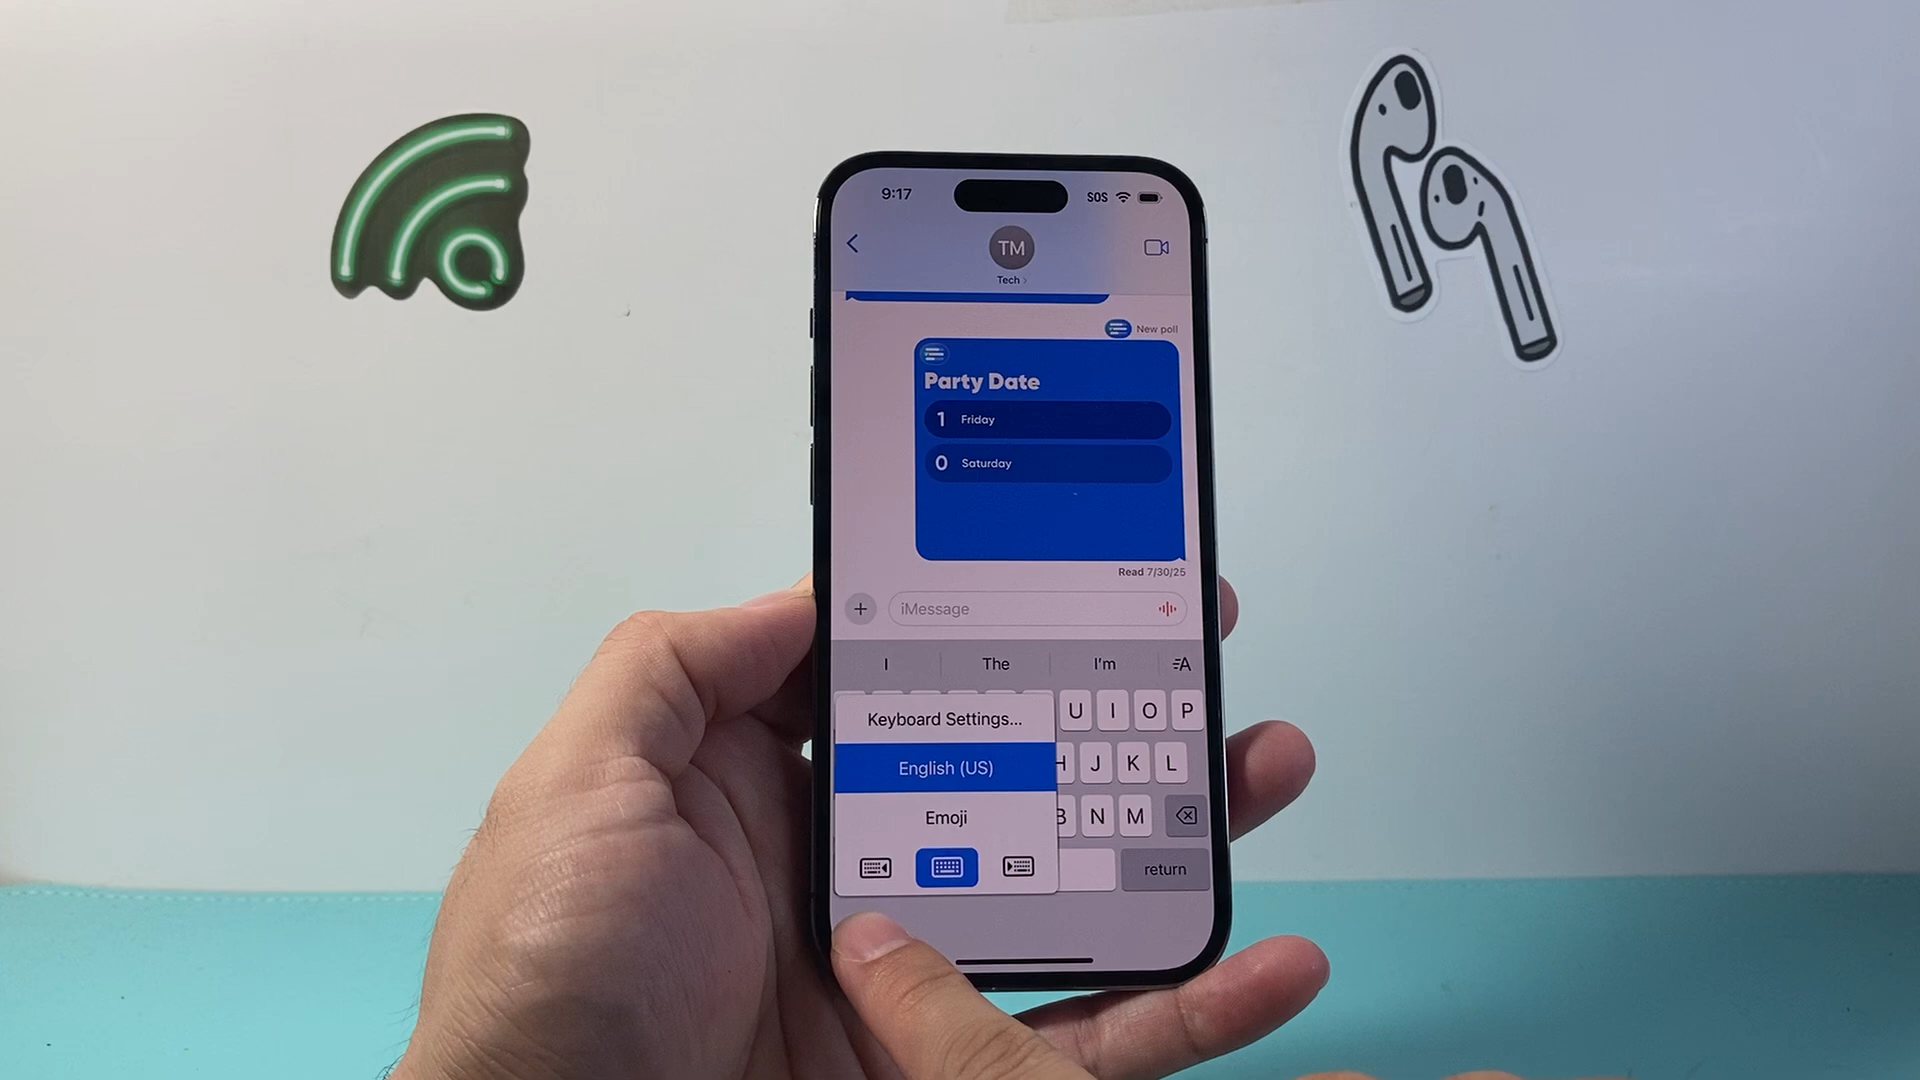 9:17
SOS
TM
Tech
New poll
Party Date
1 Friday
0 Saturday
Read 7/30/25
iMessage
I The I'm A
Keyboard Settings...
English (US)
Emoji
U I O P
H J K L
B N M
return